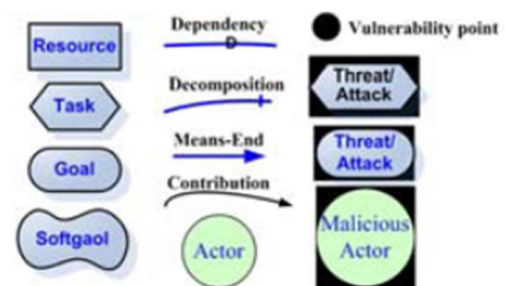 Resource
Task
Goal
Softgaol
Dependency
D
Decomposition
Means-End
Contribution
Actor
Vulnerability point
Threat/
Attack
Threat/
Attack
Malicious
Actor